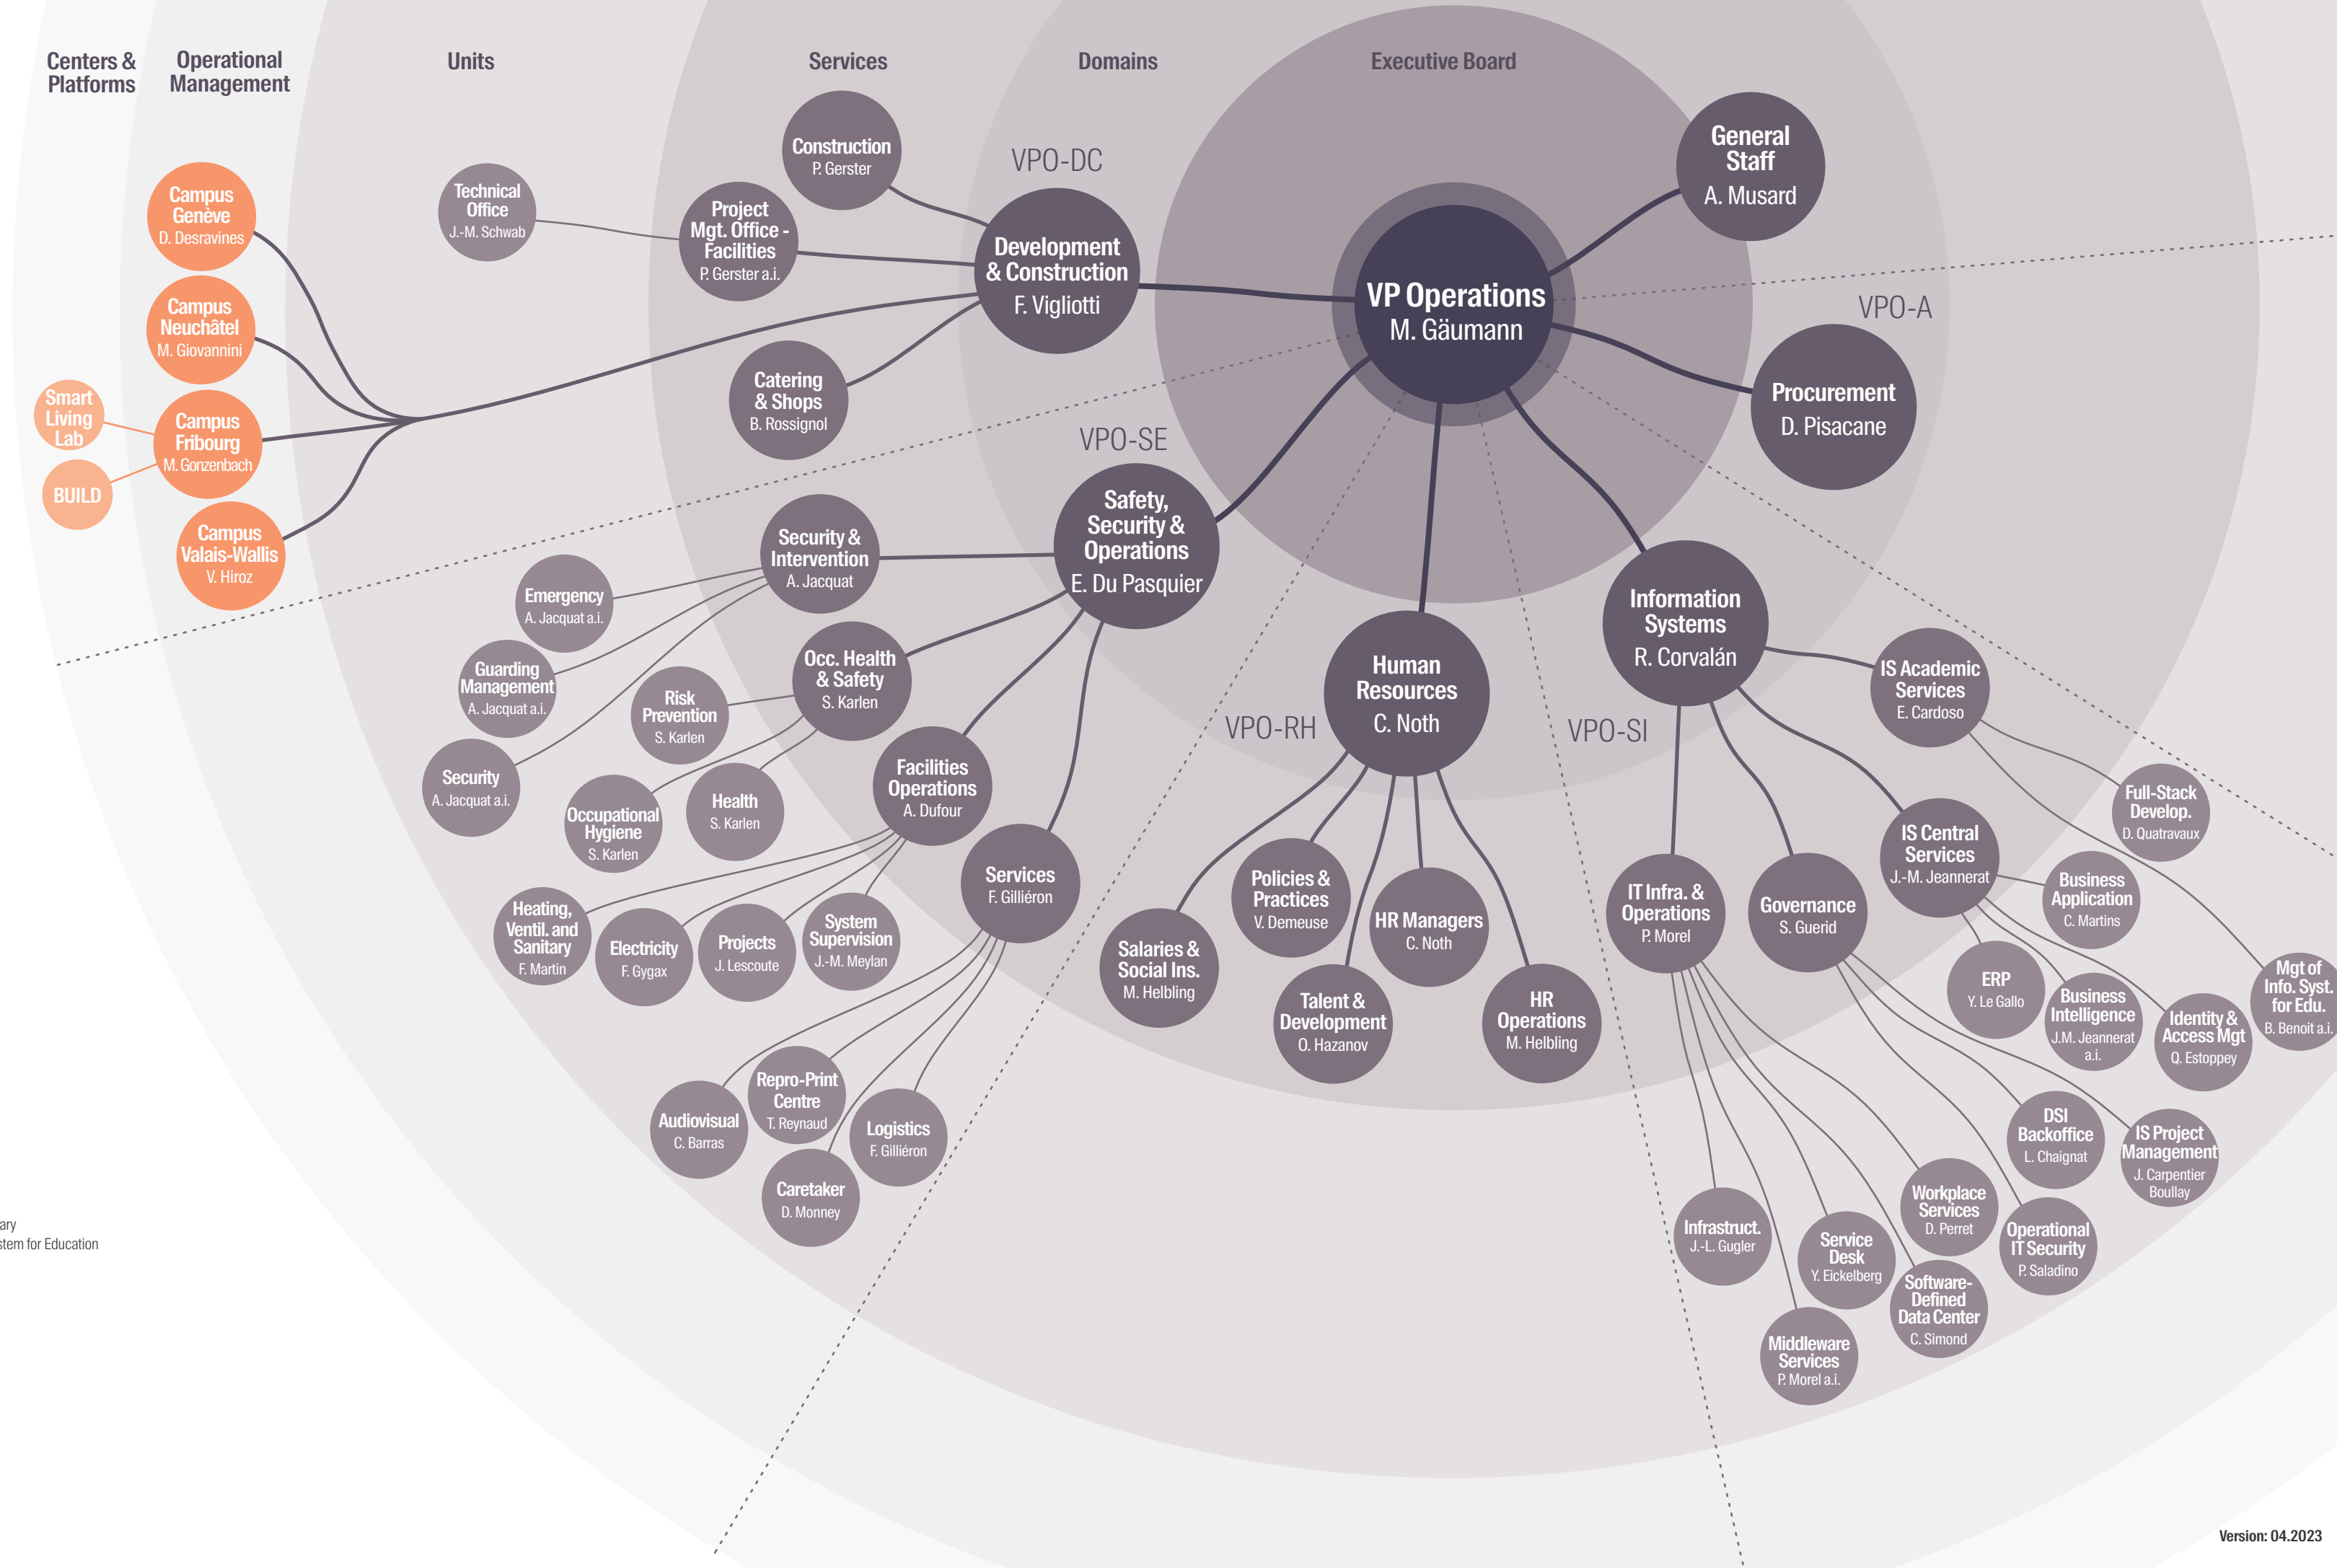 Centers &
Platforms
Operational
Management
Units
Services
Domains
Executive Board
VP Operations
M. Gäumann
General
Staff
A. Musard
VPO-A
Procurement
D. Pisacane
VPO-DC
Development
& Construction
F. Vigliotti
Construction
P. Gerster
Project
Mgt. Office -
Facilities
P. Gerster a.i.
Technical
Office
J.-M. Schwab
Catering
& Shops
B. Rossignol
Campus
Genève
D. Desravines
Campus
Neuchâtel
M. Giovannini
Campus
Fribourg
M. Gonzenbach
Campus
Valais-Wallis
V. Hiroz
Smart
Living
Lab
BUILD
VPO-SE
Safety,
Security &
Operations
E. Du Pasquier
Security &
Intervention
A. Jacquat
Emergency
A. Jacquat a.i.
Guarding
Management
A. Jacquat a.i.
Security
A. Jacquat a.i.
Occ. Health
& Safety
S. Karlen
Risk
Prevention
S. Karlen
Occupational
Hygiene
S. Karlen
Health
S. Karlen
Facilities
Operations
A. Dufour
Heating,
Ventil. and
Sanitary
F. Martin
Electricity
F. Gygax
Projects
J. Lescoute
System
Supervision
J.-M. Meylan
Services
F. Gilliéron
Audiovisual
C. Barras
Repro-Print
Centre
T. Reynaud
Caretaker
D. Monney
Logistics
F. Gilliéron
VPO-RH
Human
Resources
C. Noth
Salaries &
Social Ins.
M. Helbling
Policies &
Practices
V. Demeuse
Talent &
Development
O. Hazanov
HR Managers
C. Noth
HR
Operations
M. Helbling
VPO-SI
Information
Systems
R. Corvalán
IS Academic
Services
E. Cardoso
Full-Stack
Develop.
D. Quatravaux
Mgt of
Info. Syst.
for Edu.
B. Benoit a.i.
IS Central
Services
J.-M. Jeannerat
Business
Application
C. Martins
ERP
Y. Le Gallo
Business
Intelligence
J.M. Jeannerat
a.i.
Identity &
Access Mgt
Q. Estoppey
Governance
S. Guerid
DSI
Backoffice
L. Chaignat
IS Project
Management
J. Carpentier
Boullay
Operational
IT Security
P. Saladino
IT Infra. &
Operations
P. Morel
Infrastruct.
J.-L. Gugler
Middleware
Services
P. Morel a.i.
Service
Desk
Y. Eickelberg
Software-
Defined
Data Center
C. Simond
Workplace
Services
D. Perret
ary
stem for Education
Version: 04.2023